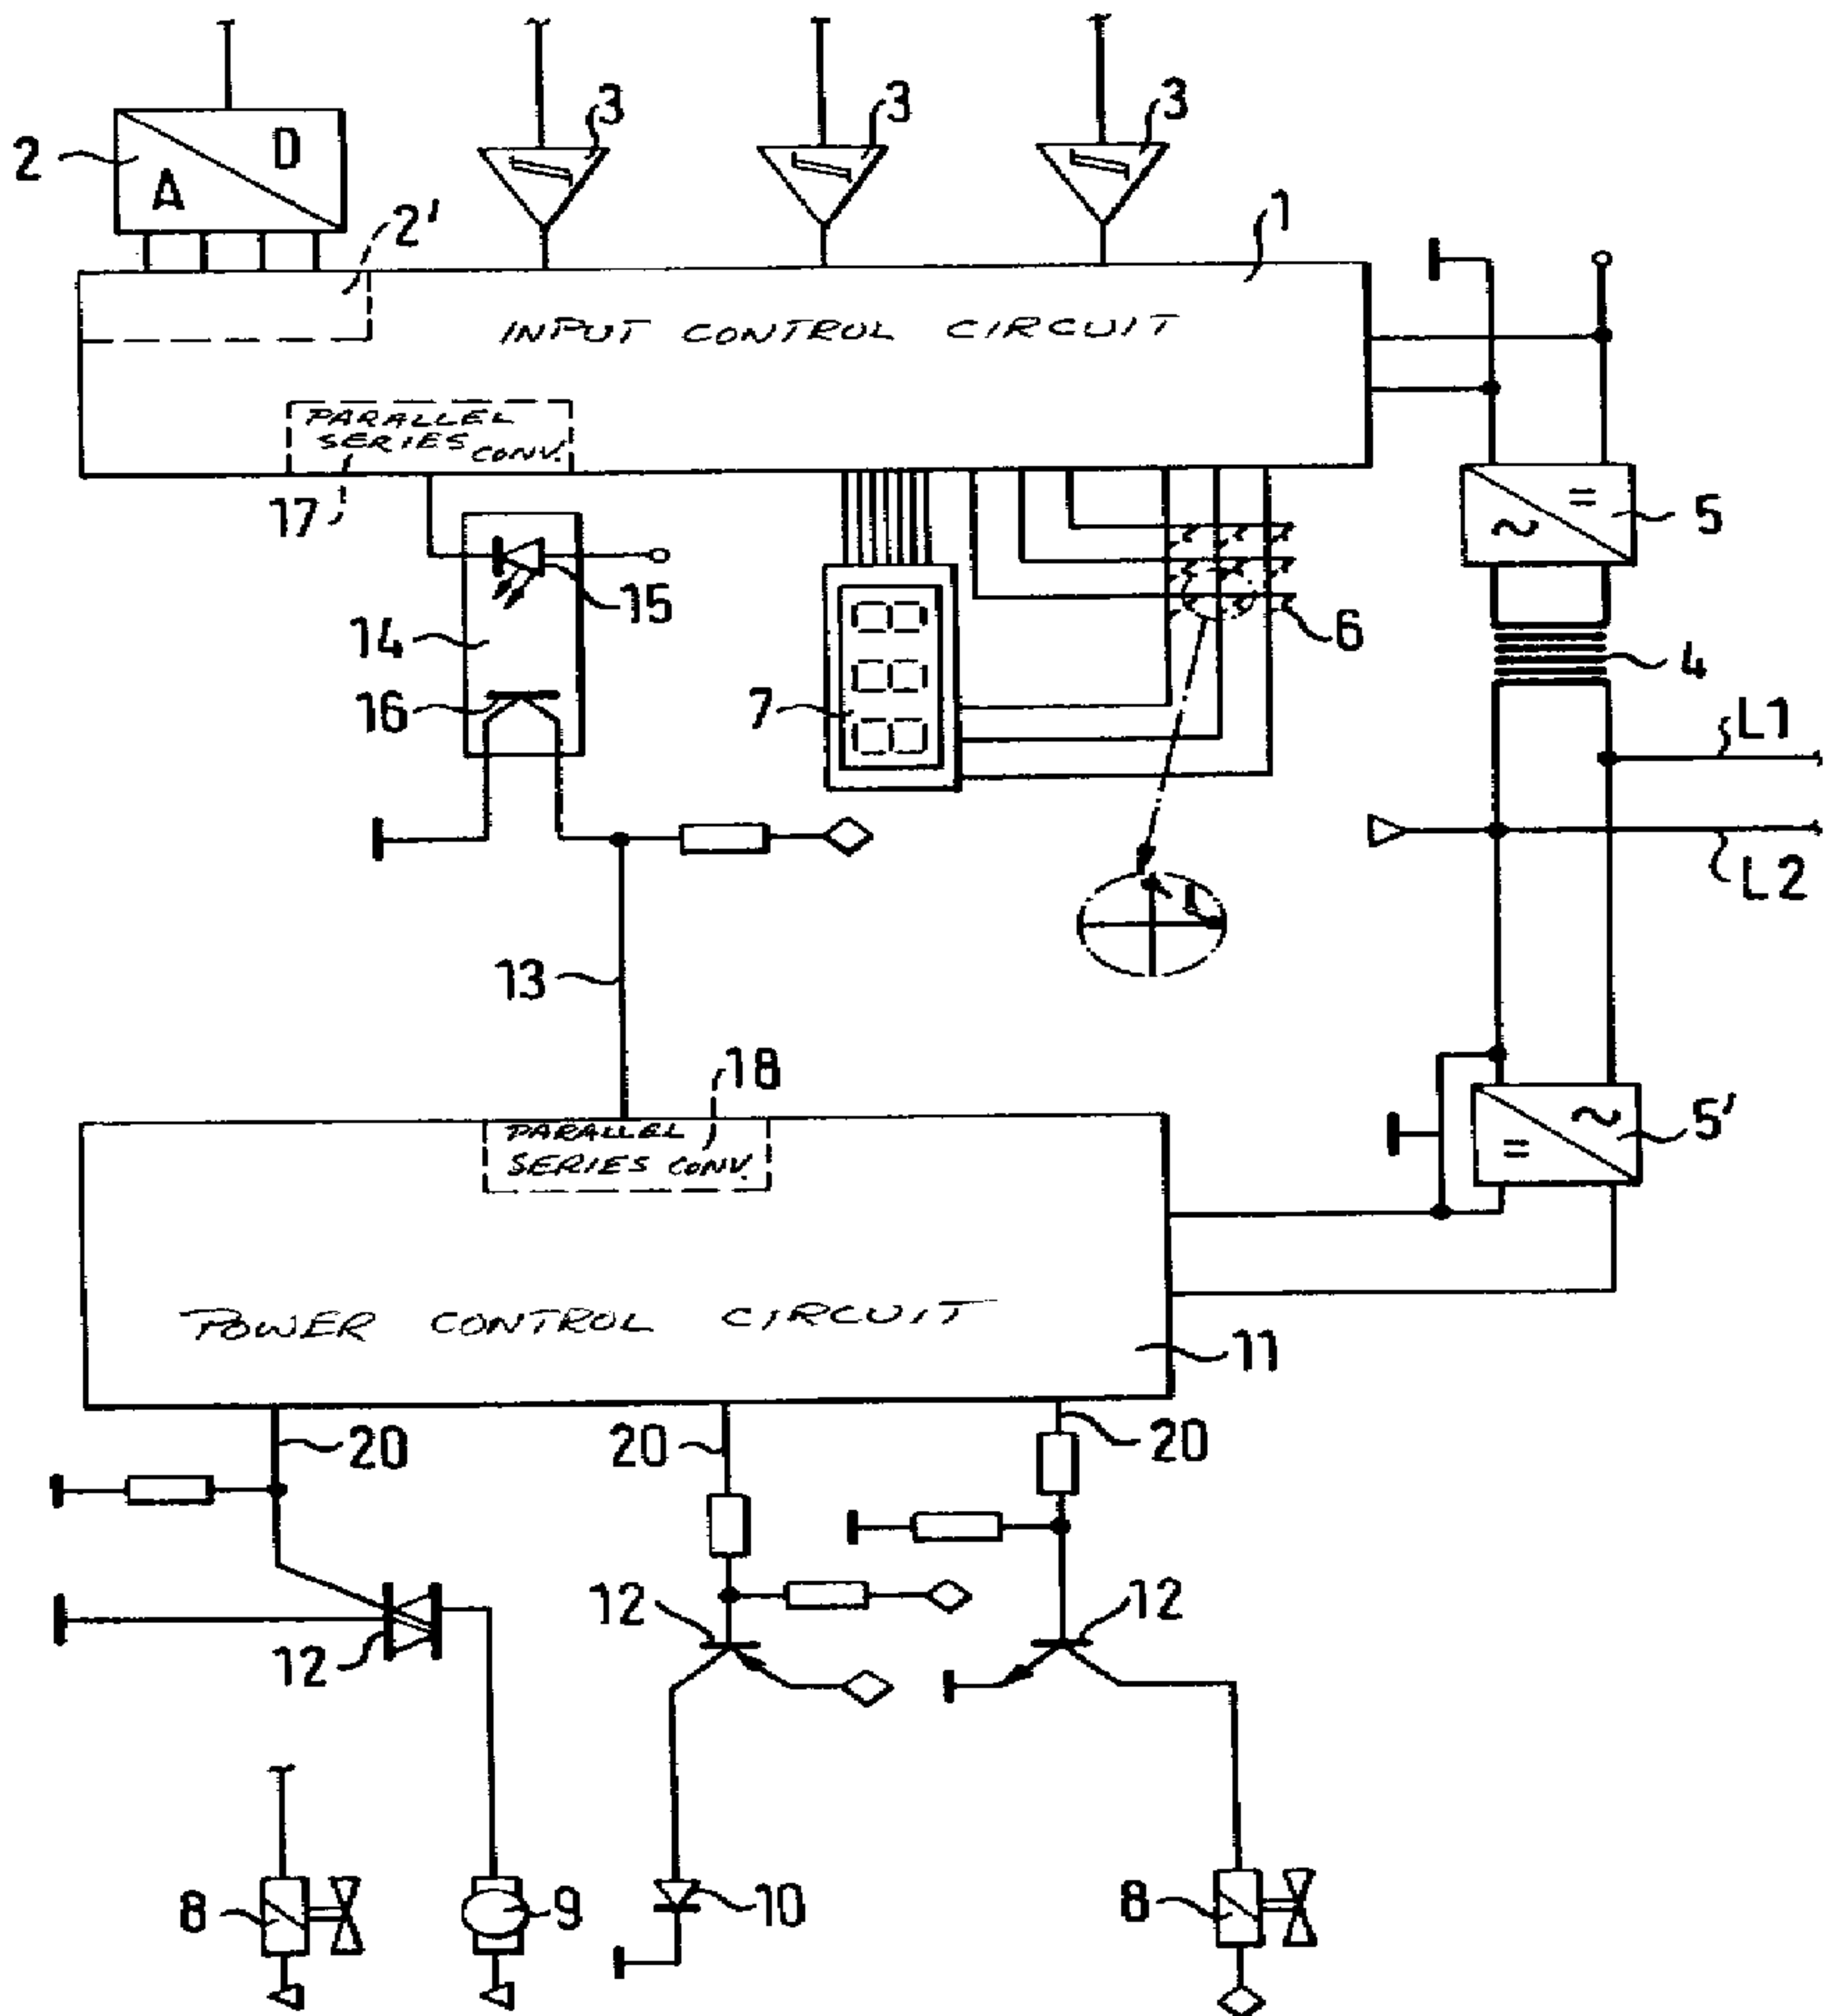 3 3 3
2 A D
2' 1
INPUT CONTROL CIRCUIT
PARALLEL
SERIES CONV.
17 = 5
~
15
14 6
4
16 7
L1
L2
13
18
PARALLEL
SERIES CONV.
~ 5'
=
POWER CONTROL CIRCUIT
11
20 20 20
12 12
12
8 9 10 8